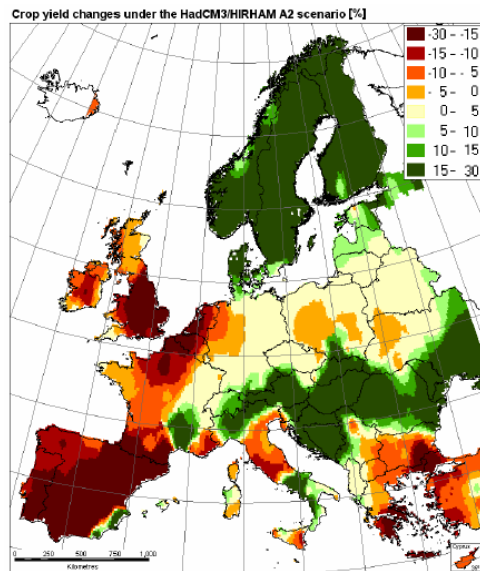 Crop yield changes under the HadCM3/HIRHAM A2 scenario [%]
-30 - -15
-15 - -10
-10 - -5
-5 - 0
0 - 5
5 - 10
10 - 15
15 - 30
0 250 500 750 1,000
Kilometres
Cyprus